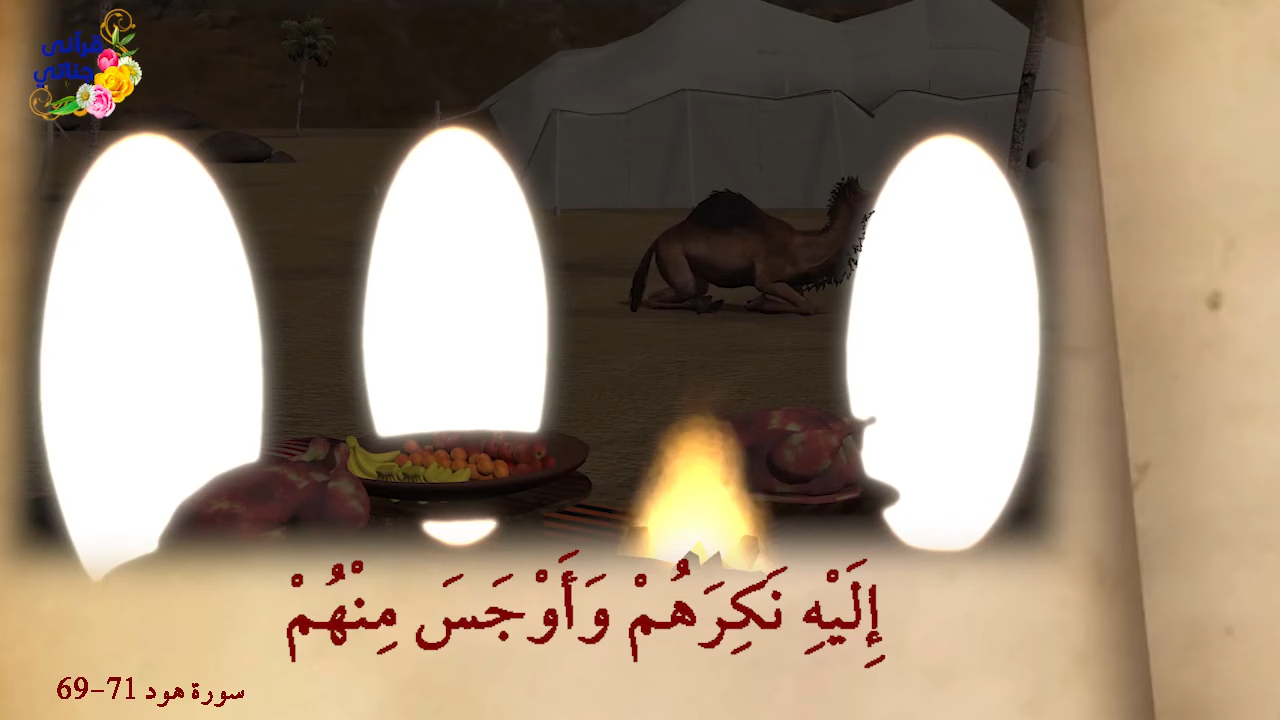 قرآني
جناتي
إِلَيْهِ نَكِرَهُمْ وَأَوْجَسَ مِنْهُمْ
سورة هود 71-69